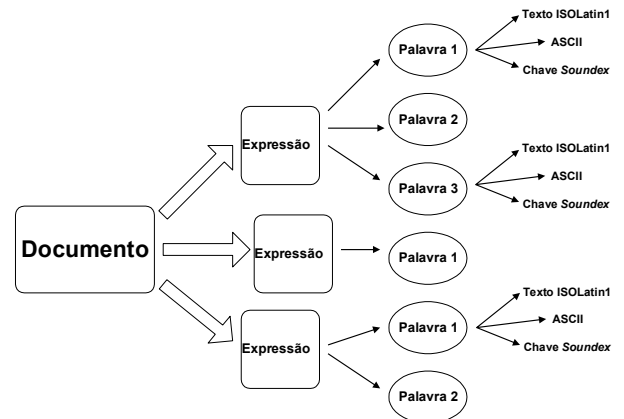 Texto ISOLatin1
Palavra 1
ASCII
Chave Soundex
Expressão
Palavra 2
Texto ISOLatin1
Palavra 3
ASCII
Chave Soundex
Documento
Expressão
Palavra 1
Texto ISOLatin1
Palavra 1
ASCII
Expressão
Chave Soundex
Palavra 2